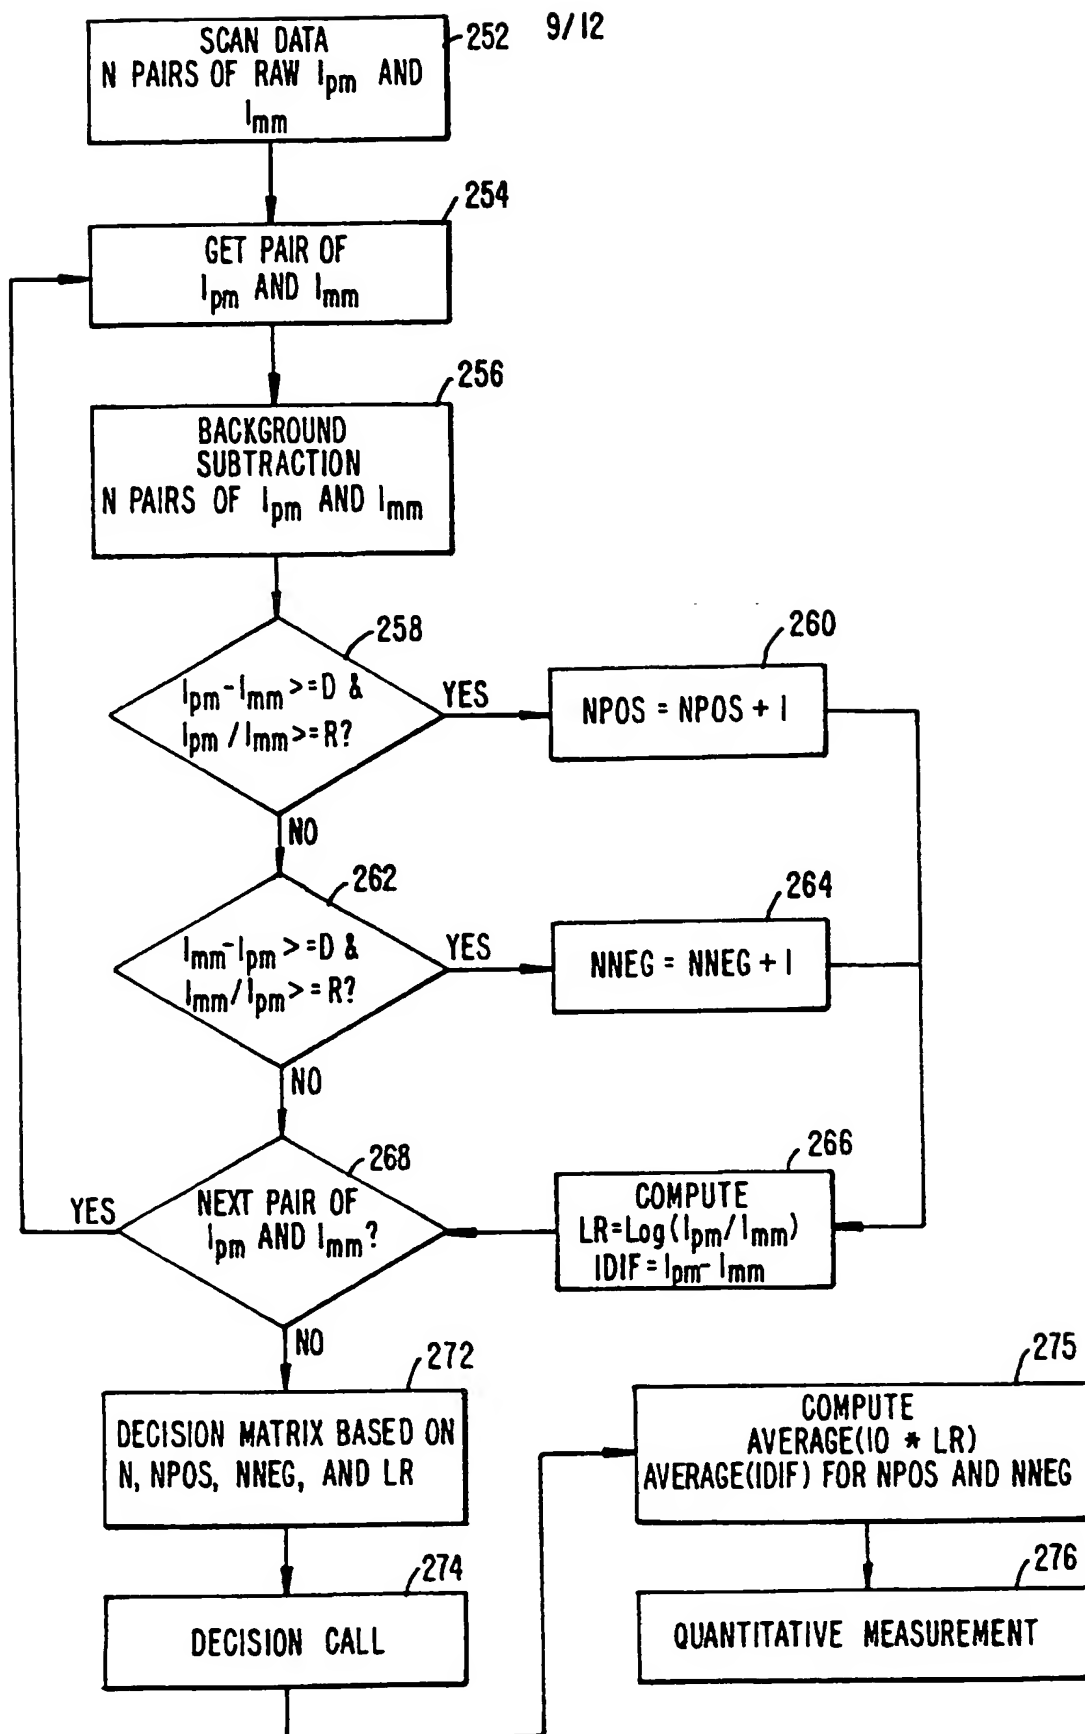 9/12
252
SCAN DATA
N PAIRS OF RAW Ipm AND
Imm
254
GET PAIR OF
Ipm AND Imm
256
BACKGROUND
SUBTRACTION
N PAIRS OF Ipm AND Imm
258
Ipm-Imm>=D &
Ipm/Imm>=R?
YES
260
NPOS = NPOS + 1
NO
262
Imm-Ipm>=D &
Imm/Ipm>=R?
YES
264
NNEG = NNEG + 1
NO
268
NEXT PAIR OF
Ipm AND Imm?
YES
266
COMPUTE
LR=Log(Ipm/Imm)
IDIF=Ipm-Imm
NO
272
DECISION MATRIX BASED ON
N, NPOS, NNEG, AND LR
274
DECISION CALL
275
COMPUTE
AVERAGE(10 * LR)
AVERAGE(IDIF) FOR NPOS AND NNEG
276
QUANTITATIVE MEASUREMENT